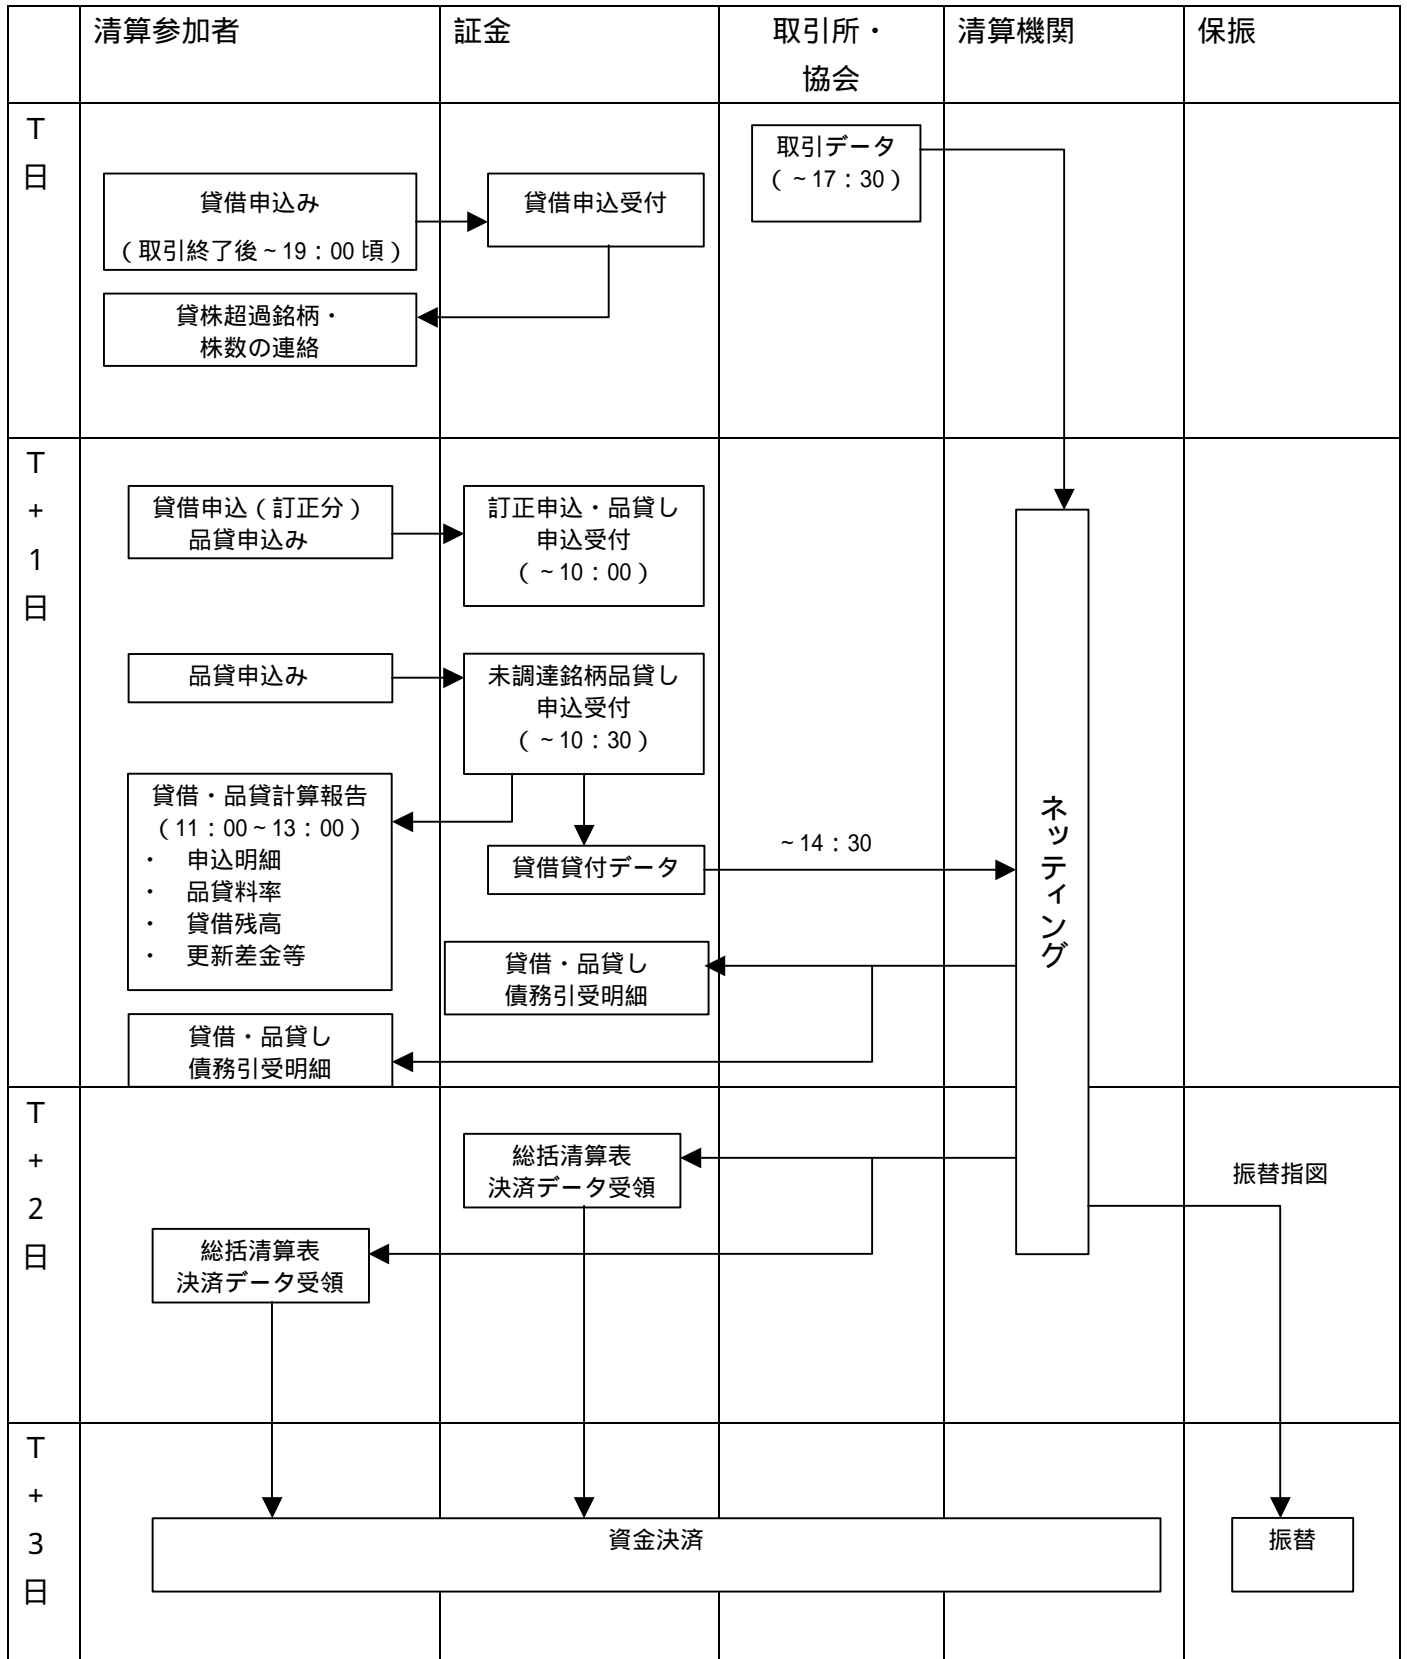 清算参加者
証金
取引所・
協会
清算機関
保振
T
日
取引データ
（~17：30）
貸借申込み
（取引終了後~19：00 頃）
貸借申込受付
貸株超過銘柄・
株数の連絡
T
+
1
日
貸借申込（訂正分）
品貸申込み
訂正申込・品貸し
申込受付
（~10：00）
品貸申込み
未調達銘柄品貸し
申込受付
（~10：30）
貸借・品貸計算報告
（11：00~13：00）
・ 申込明細
・ 品貸料率
・ 貸借残高
・ 更新差金等
貸借貸付データ
~14：30
ネッティング
貸借・品貸し
債務引受明細
貸借・品貸し
債務引受明細
T
+
2
日
総括清算表
決済データ受領
振替指図
総括清算表
決済データ受領
T
+
3
日
資金決済
振替